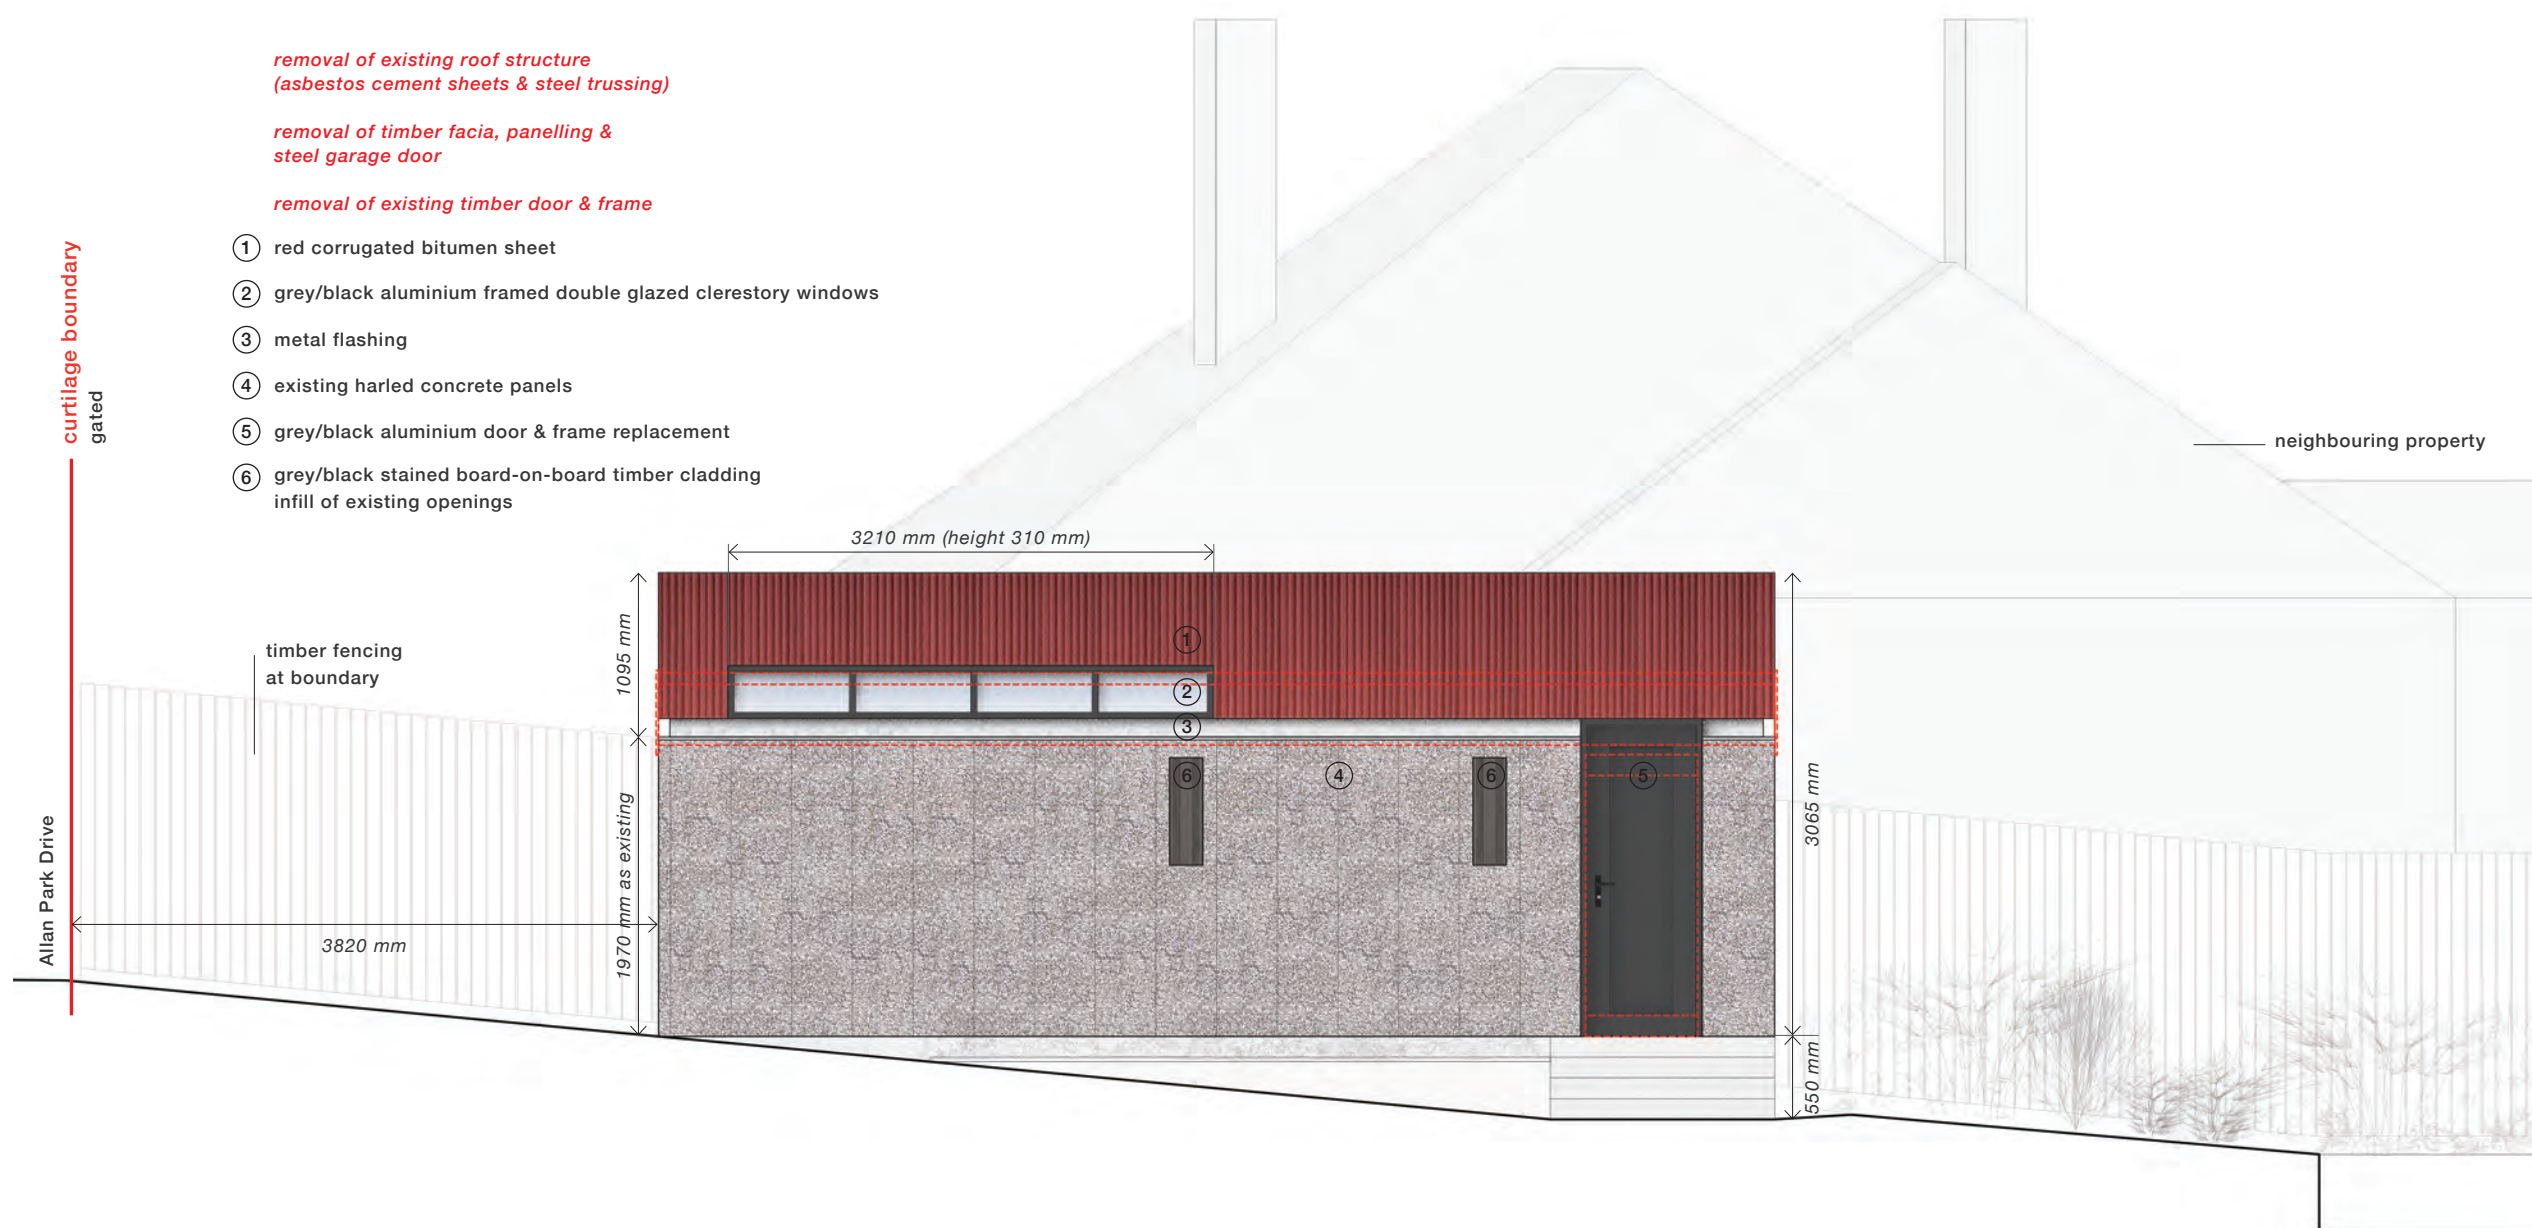 removal of existing roof structure
(asbestos cement sheets & steel trussing)
removal of timber facia, panelling &
steel garage door
removal of existing timber door & frame
1 red corrugated bitumen sheet
2 grey/black aluminium framed double glazed clerestory windows
3 metal flashing
4 existing harled concrete panels
5 grey/black aluminium door & frame replacement
6 grey/black stained board-on-board timber cladding
infill of existing openings
curtilage boundary
gated
neighbouring property
3210 mm (height 310 mm)
timber fencing
at boundary
1095 mm
1
2
3
6
4
6
5
1970 mm as existing
3065 mm
Allan Park Drive
3820 mm
550 mm